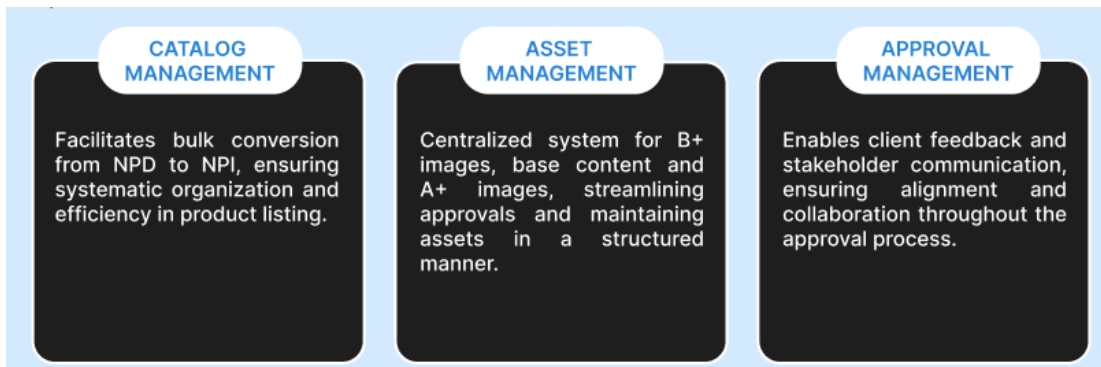 CATALOG
MANAGEMENT
Facilitates bulk conversion
from NPD to NPI, ensuring
systematic organization and
efficiency in product listing.
ASSET
MANAGEMENT
Centralized system for B+
images, base content and
A+ images, streamlining
approvals and maintaining
assets in a structured
manner.
APPROVAL
MANAGEMENT
Enables client feedback and
stakeholder communication,
ensuring alignment and
collaboration throughout the
approval process.